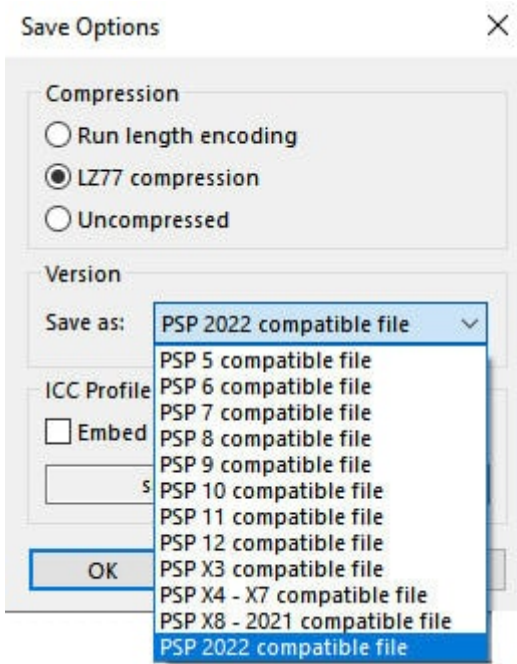 Save Options
Compression
Run length encoding
LZ77 compression
Uncompressed
Version
Save as: PSP 2022 compatible file
PSP 5 compatible file
PSP 6 compatible file
ICC Profile
PSP 7 compatible file
Embed
PSP 8 compatible file
PSP 9 compatible file
PSP 10 compatible file
PSP 11 compatible file
PSP 12 compatible file
PSP X3 compatible file
OK
PSP X4 - X7 compatible file
PSP X8 - 2021 compatible file
PSP 2022 compatible file